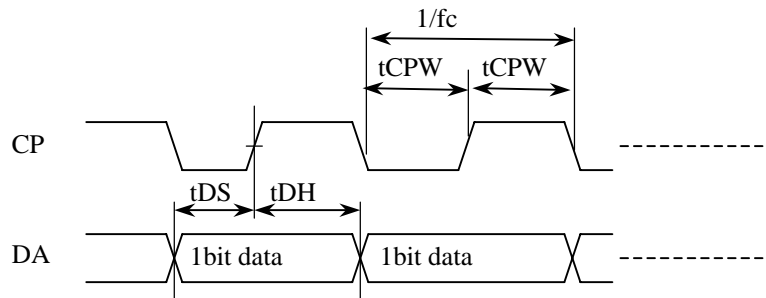 1/fc
tCPW tCPW
CP
tDS tDH
DA 1bit data 1bit data